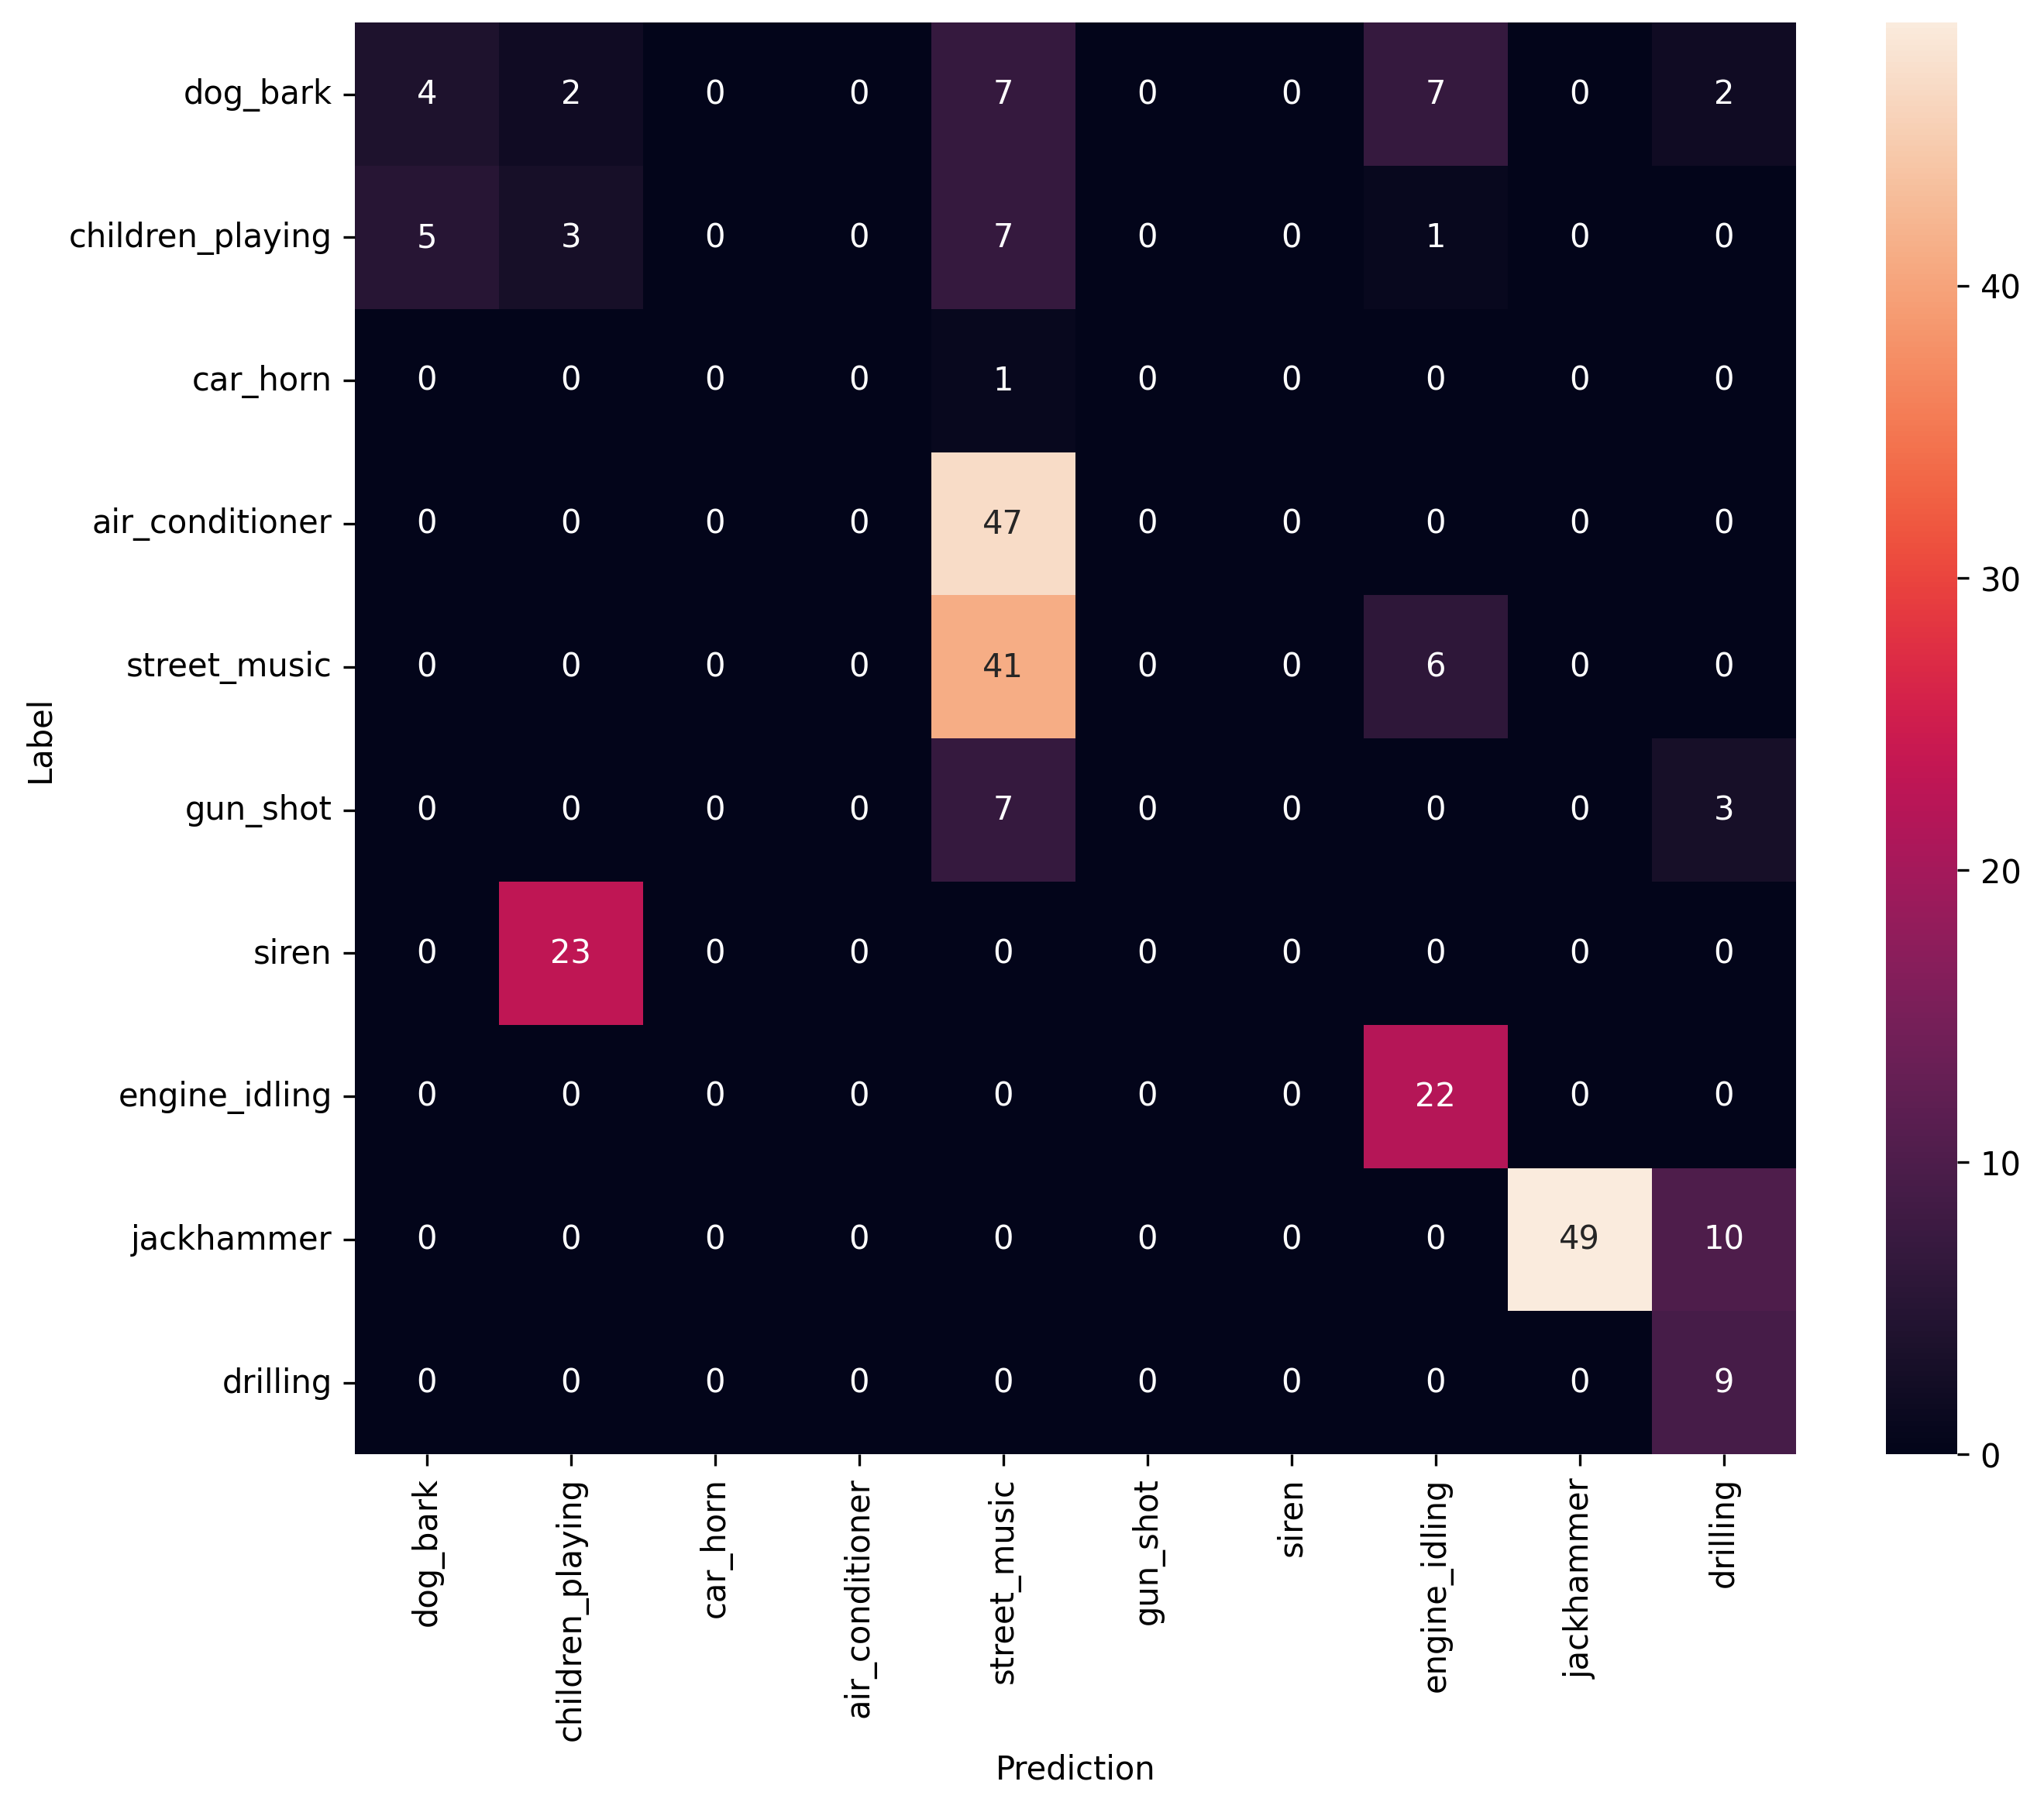 dog_bark 4 2 0 0 7 0 0 7 0 2
children_playing 5 3 0 0 7 0 0 1 0 0
car_horn 0 0 0 0 1 0 0 0 0 0
air_conditioner 0 0 0 0 47 0 0 0 0 0
street_music 0 0 0 0 41 0 0 6 0 0
gun_shot 0 0 0 0 7 0 0 0 0 3
siren 0 23 0 0 0 0 0 0 0 0
engine_idling 0 0 0 0 0 0 0 22 0 0
jackhammer 0 0 0 0 0 0 0 0 49 10
drilling 0 0 0 0 0 0 0 0 0 9
Label
dog_bark
children_playing
car_horn
air_conditioner
street_music
gun_shot
siren
engine_idling
jackhammer
drilling
Prediction
40
30
20
10
0